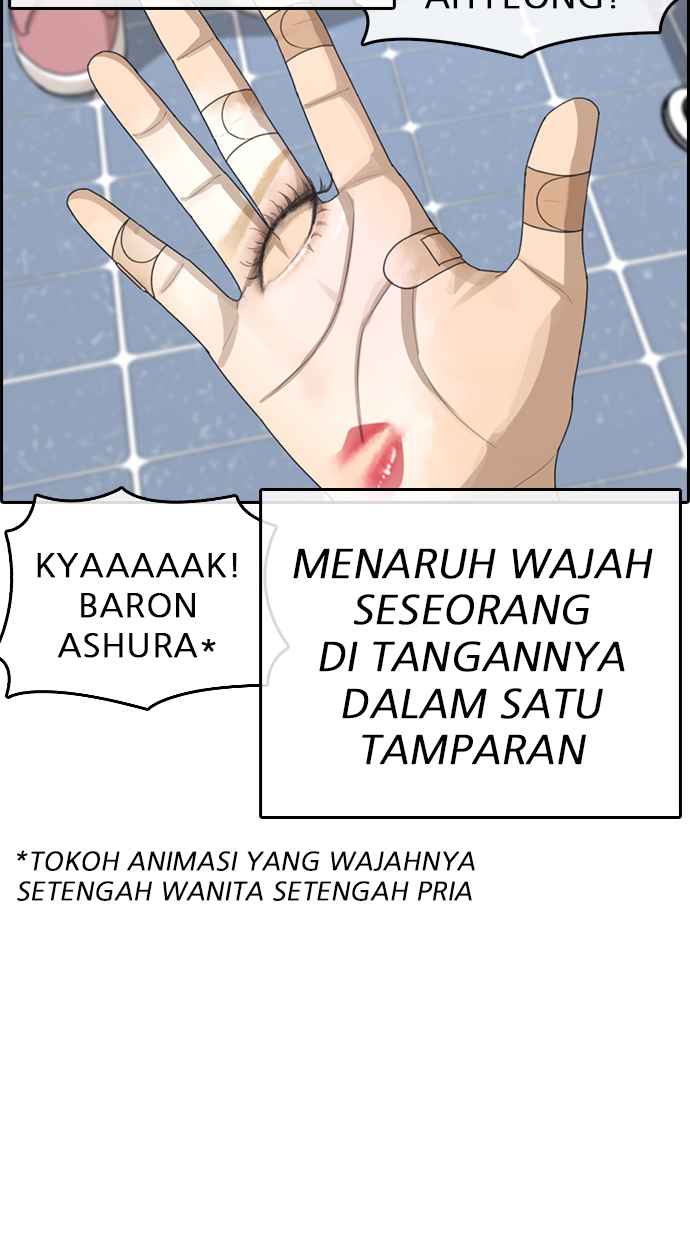 KYAAAAAK!
BARON
ASHURA*
MENARUH WAJAH
SESEORANG
DI TANGANNYA
DALAM SATU
TAMPARAN
*TOKOH ANIMASI YANG WAJAHNYA
SETENGAH WANITA SETENGAH PRIA